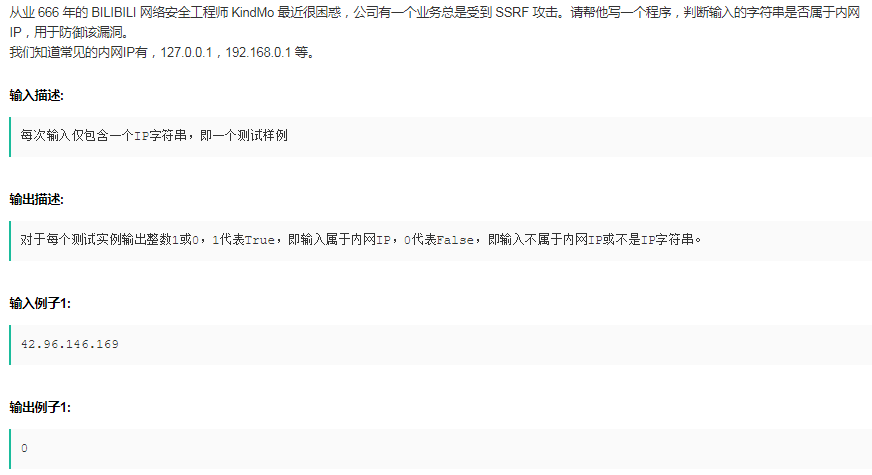 从业 666 年的 BILIBILI 网络安全工程师 KindMo 最近很困惑，公司有一个业务总是受到 SSRF 攻击。请帮他写一个程序，判断输入的字符串是否属于内网
IP，用于防御该漏洞。
我们知道常见的内网IP有，127.0.0.1，192.168.0.1 等。
输入描述:
每次输入仅包含一个IP字符串，即一个测试样例
输出描述:
对于每个测试实例输出整数1或0，1代表True，即输入属于内网IP，0代表False，即输入不属于内网IP或不是IP字符串。
输入例子1:
42.96.146.169
输出例子1:
0